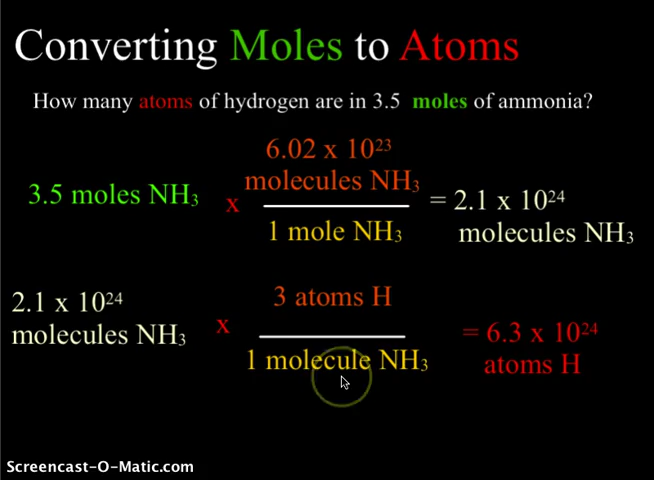 Converting Moles to Atoms
How many atoms of hydrogen are in 3.5 moles of ammonia?
6.02 x 10²³
molecules NH₃
3.5 moles NH₃ x
1 mole NH₃
= 2.1 x 10²⁴
molecules NH₃
2.1 x 10²⁴
molecules NH₃ x
3 atoms H
1 molecule NH₃
= 6.3 x 10²⁴
atoms H
Screencast-O-Matic.com